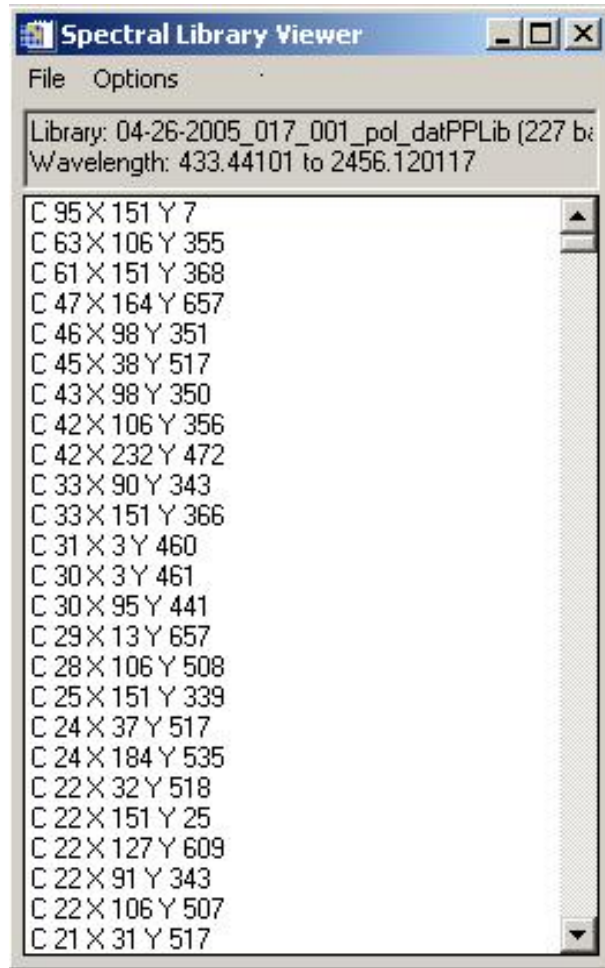 Spectral Library Viewer
File Options
Library: 04-26-2005_017_001_pol_datPPLib (227 ba
Wavelength: 433.44101 to 2456.120117
C 95 X 151 Y 7
C 63 X 106 Y 355
C 61 X 151 Y 368
C 47 X 164 Y 657
C 46 X 98 Y 351
C 45 X 38 Y 517
C 43 X 98 Y 350
C 42 X 106 Y 356
C 42 X 232 Y 472
C 33 X 90 Y 343
C 33 X 151 Y 366
C 31 X 3 Y 460
C 30 X 3 Y 461
C 30 X 95 Y 441
C 29 X 13 Y 657
C 28 X 106 Y 508
C 25 X 151 Y 339
C 24 X 37 Y 517
C 24 X 184 Y 535
C 22 X 32 Y 518
C 22 X 151 Y 25
C 22 X 127 Y 609
C 22 X 91 Y 343
C 22 X 106 Y 507
C 21 X 31 Y 517